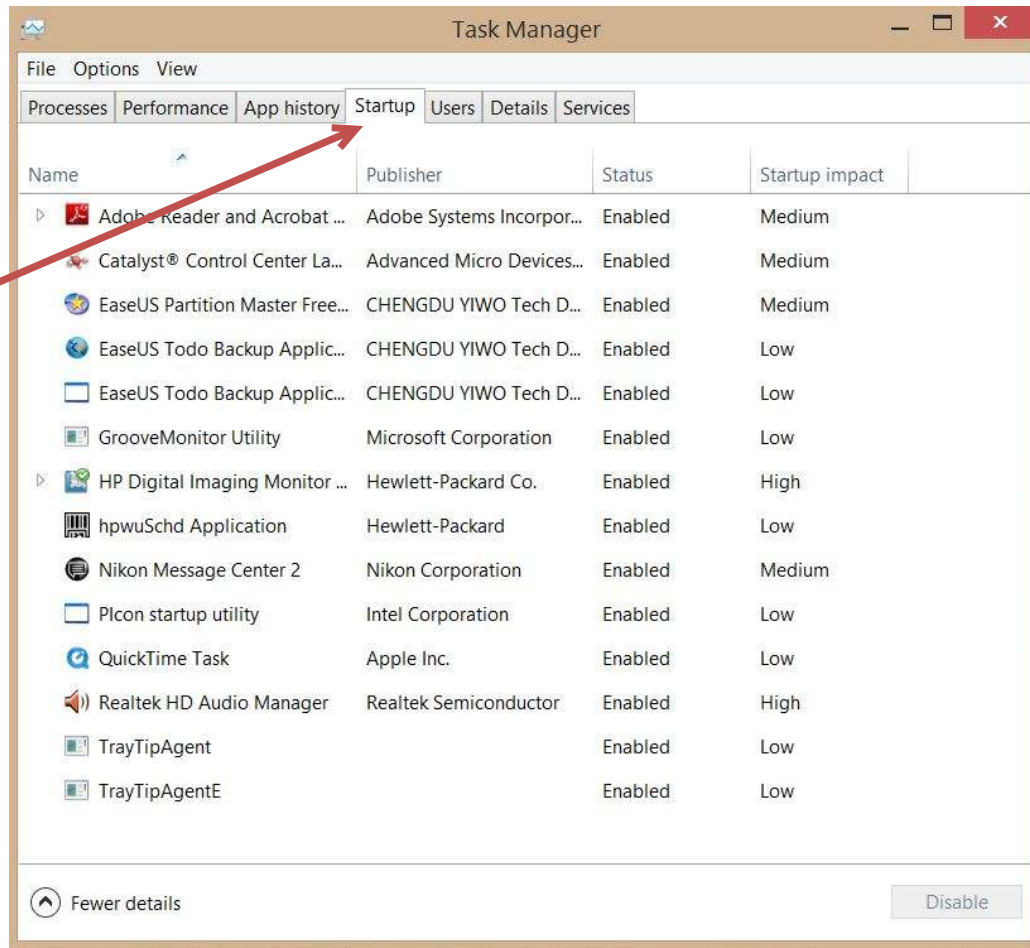 Task Manager
File Options View
Processes Performance App history Startup Users Details Services
Name Publisher Status Startup impact
Adobe Reader and Acrobat ... Adobe Systems Incorpor... Enabled Medium
Catalyst® Control Center La... Advanced Micro Devices... Enabled Medium
EaseUS Partition Master Free... CHENGDU YIWO Tech D... Enabled Medium
EaseUS Todo Backup Applic... CHENGDU YIWO Tech D... Enabled Low
EaseUS Todo Backup Applic... CHENGDU YIWO Tech D... Enabled Low
GrooveMonitor Utility Microsoft Corporation Enabled Low
HP Digital Imaging Monitor ... Hewlett-Packard Co. Enabled High
hpwuSchd Application Hewlett-Packard Enabled Low
Nikon Message Center 2 Nikon Corporation Enabled Medium
PIcon startup utility Intel Corporation Enabled Low
QuickTime Task Apple Inc. Enabled Low
Realtek HD Audio Manager Realtek Semiconductor Enabled High
TrayTipAgent Enabled Low
TrayTipAgentE Enabled Low
Fewer details Disable